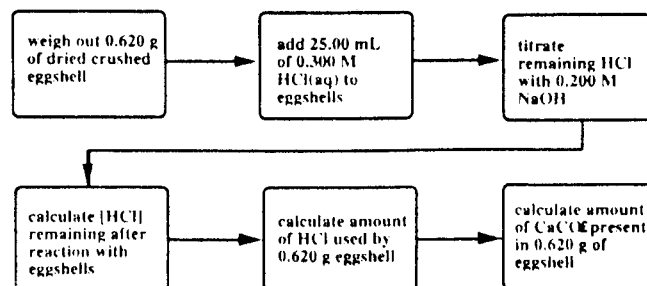 weigh out 0.620 g
of dried crushed
eggshell
add 25.00 mL
of 0.300 M
HCl(aq) to
eggshells
titrate
remaining HCl
with 0.200 M
NaOH
calculate [HCl]
remaining after
reaction with
eggshells
calculate amount
of HCl used by
0.620 g eggshell
calculate amount
of present
in 0.620 g of
eggshell